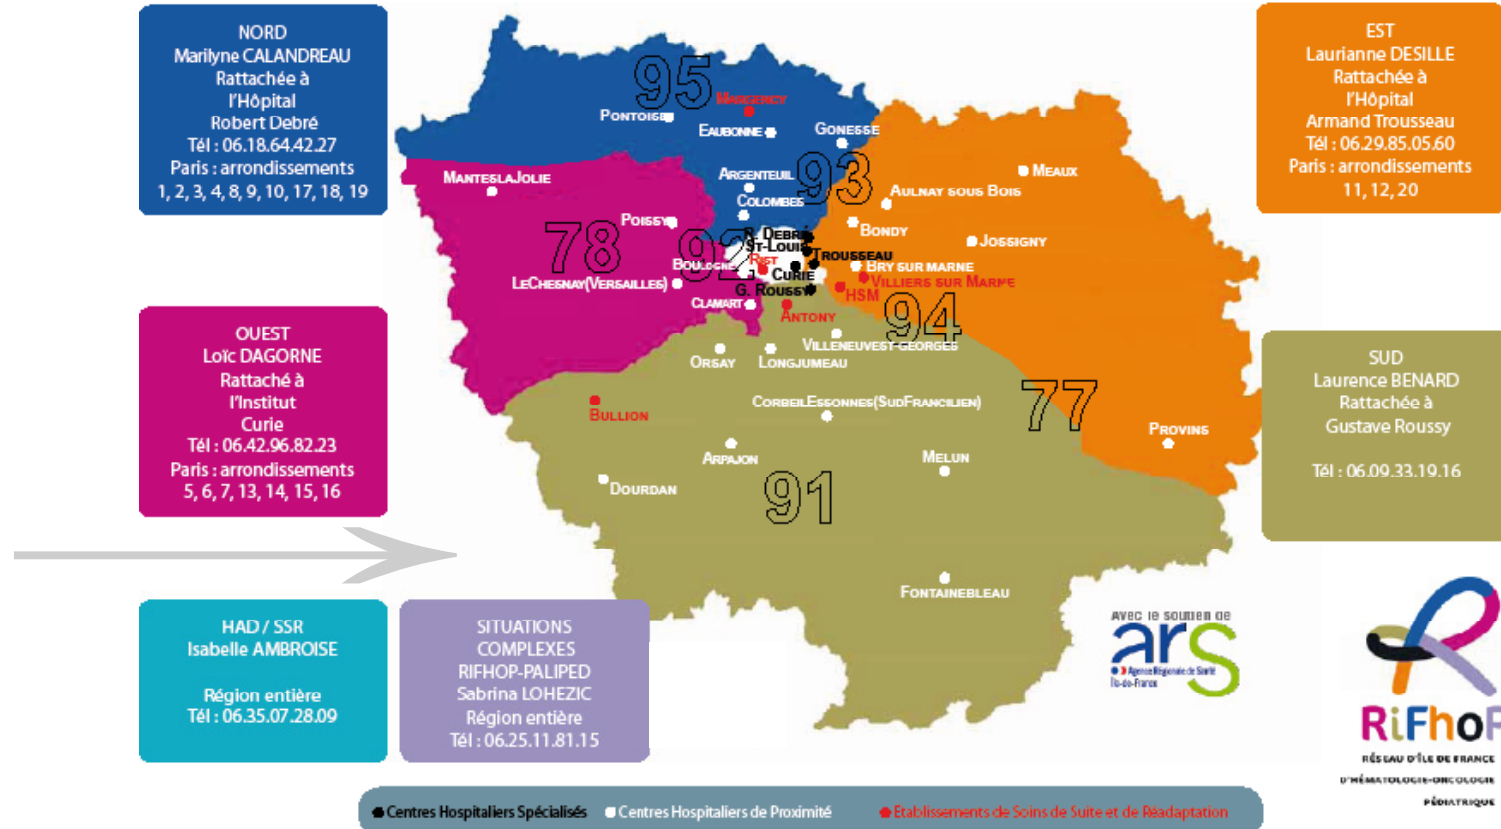 NORD
Marilyne CALANDREAU
Rattachée à
l'Hôpital
Robert Debré
Tél : 06.18.64.42.27
Paris : arrondissements
1, 2, 3, 4, 8, 9, 10, 17, 18, 19
EST
Laurianne DESILLE
Rattachée à
l'Hôpital
Armand Trousseau
Tél : 06.29.85.05.60
Paris : arrondissements
11, 12, 20
OUEST
Loïc DAGORNE
Rattaché à
l'Institut
Curie
Tél : 06.42.96.82.23
Paris : arrondissements
5, 6, 7, 13, 14, 15, 16
SUD
Laurence BENARD
Rattachée à
Gustave Roussy
Tél : 06.09.33.19.16
HAD / SSR
Isabelle AMBROISE
Région entière
Tél : 06.35.07.28.09
SITUATIONS
COMPLEXES
RIFHOP-PALIPED
Sabrina LOHEZIC
Région entière
Tél : 06.25.11.81.15
95
MARGENCY
PONTOISE
EAUBONNE
GONESSE
93
MANTESLAJOLIE
ARGENTEUIL
MEAUX
AULNAY SOUS BOIS
COLOMBES
POISSY
BONDY
78
92
R. DEBRÉ
ST-LOUIS
JOSSIGNY
TROUSSEAU
RIST
BOULOGNE
CURIE
BRY SUR MARNE
LECHESNAY(VERSAILLES)
VILLIERS SUR MARNE
G. ROUSSY
HSM
CLAMART
ANTONY
94
VILLENEUVEST-GEORGES
ORSAY
LONGJUMEAU
77
BULLION
CORBEILESSONNES(SUDFRANCILIEN)
PROVINS
ARPAJON
MELUN
DOURDAN
91
FONTAINEBLEAU
avec le soutien de
ars
Agence Régionale de Santé
Île-de-France
RiFhoP
RÉSEAU D'ÎLE DE FRANCE
D'HÉMATOLOGIE-ONCOLOGIE
PÉDIATRIQUE
Centres Hospitaliers Spécialisés
Centres Hospitaliers de Proximité
Etablissements de Soins de Suite et de Réadaptation